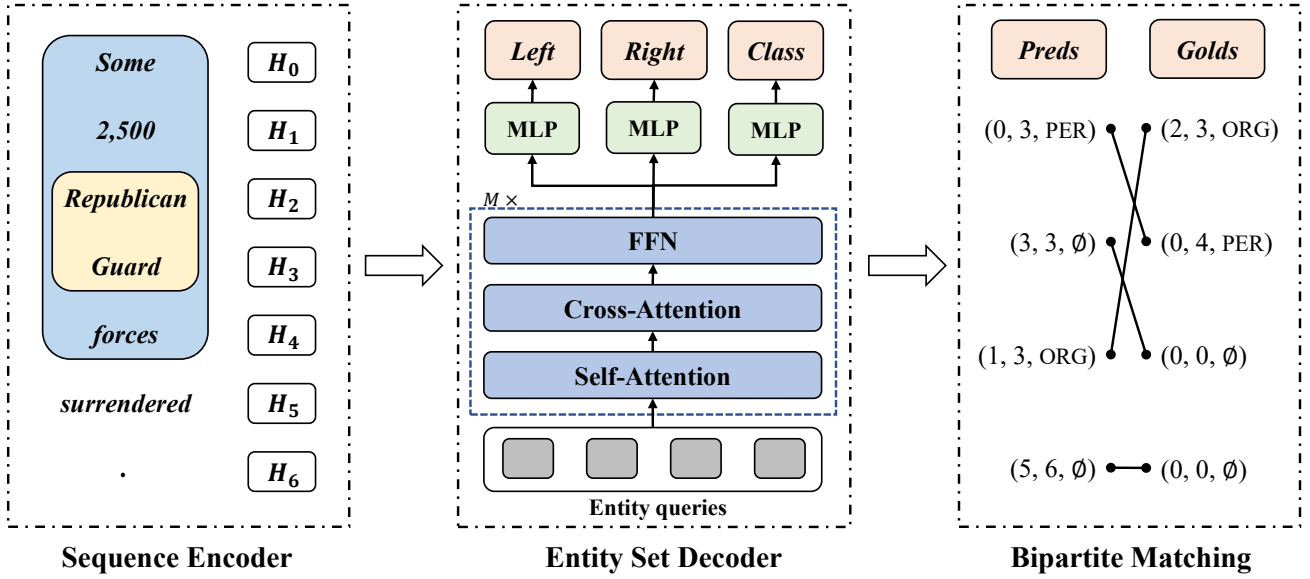 Some
H0
2,500
H1
Republican
H2
Guard
H3
forces
H4
surrendered
H5
.
H6
Sequence Encoder
Left
Right
Class
MLP
MLP
MLP
M ×
FFN
Cross-Attention
Self-Attention
Entity queries
Entity Set Decoder
Preds
Golds
(0, 3, PER)
(2, 3, ORG)
(3, 3, ∅)
(0, 4, PER)
(1, 3, ORG)
(0, 0, ∅)
(5, 6, ∅)
(0, 0, ∅)
Bipartite Matching